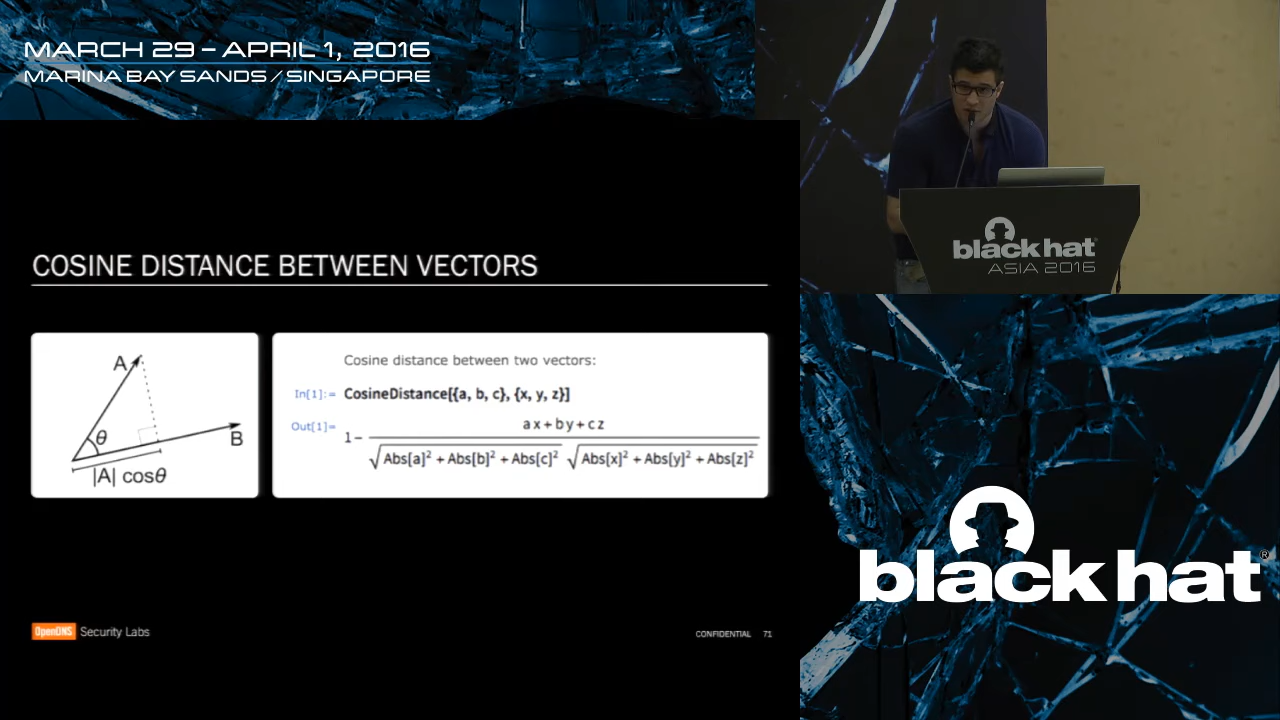 MARCH 29 – APRIL 1, 2016
MARINA BAY SANDS / SINGAPORE
black hat®
ASIA 2016
COSINE DISTANCE BETWEEN VECTORS
A
θ
B
|A| cosθ
Cosine distance between two vectors:
In[1]:= CosineDistance[{a, b, c}, {x, y, z}]
Out[1]= 1 − (a x + b y + c z) / (√(Abs[a]² + Abs[b]² + Abs[c]²) √(Abs[x]² + Abs[y]² + Abs[z]²))
black hat®
OpenDNS Security Labs
CONFIDENTIAL 71